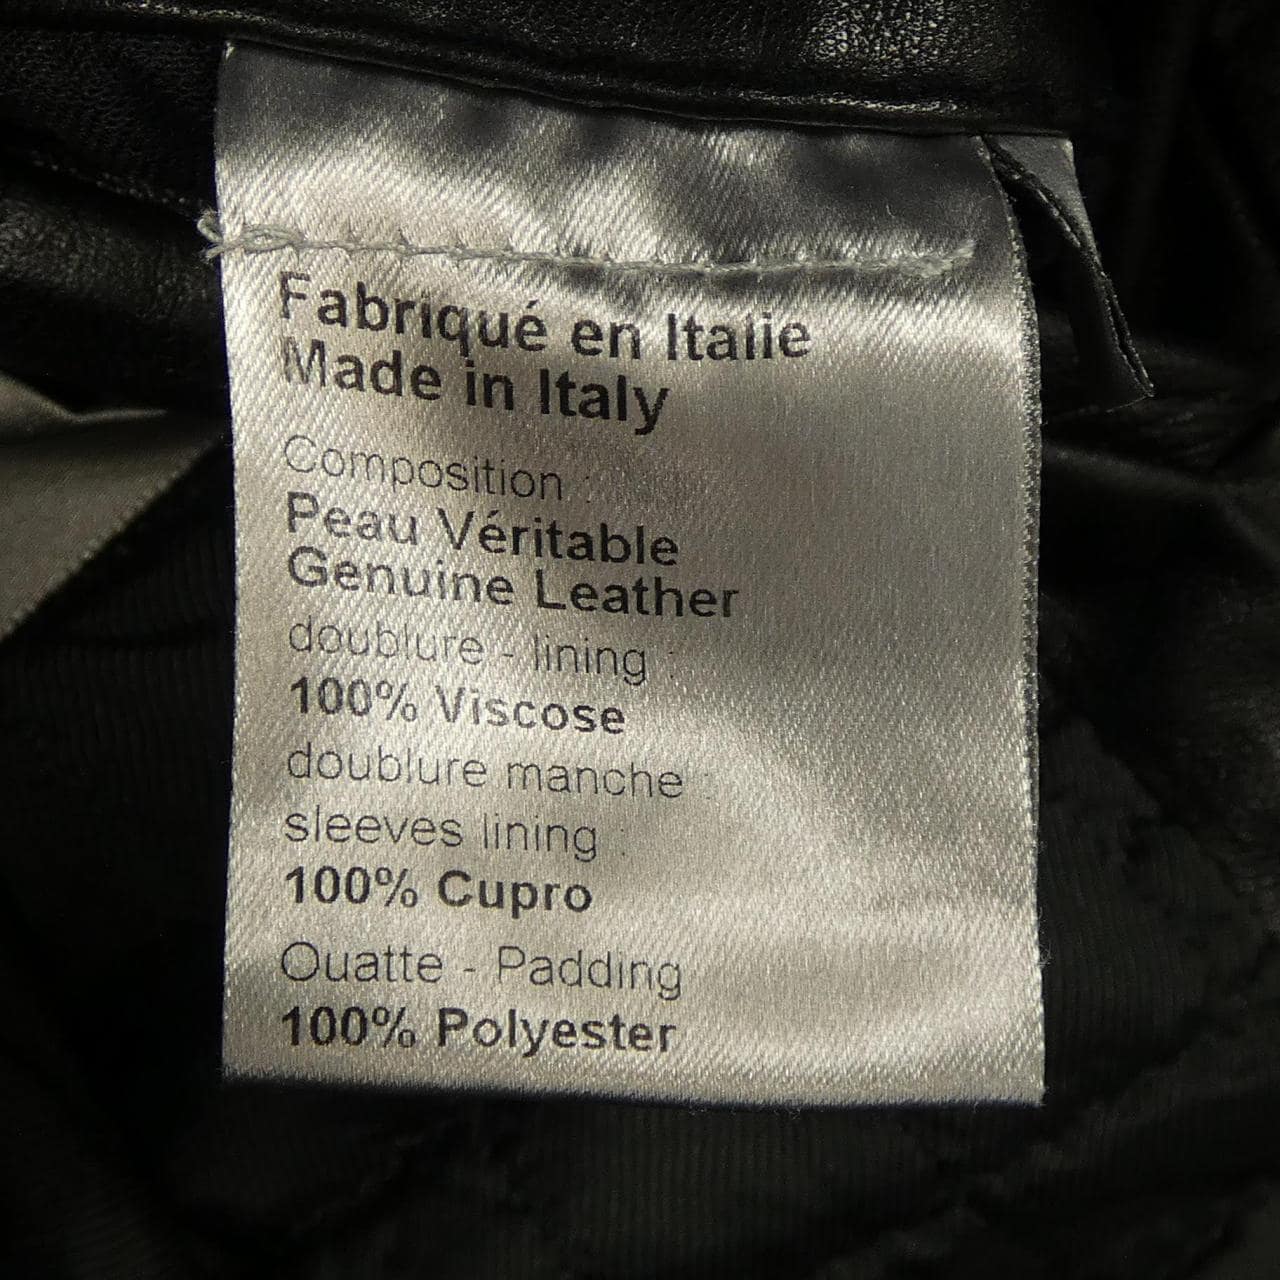 Fabriqué en Italie
Made in Italy
Composition :
Peau Véritable
Genuine Leather
doublure - lining :
100% Viscose
doublure manche :
sleeves lining :
100% Cupro
Ouatte - Padding
100% Polyester